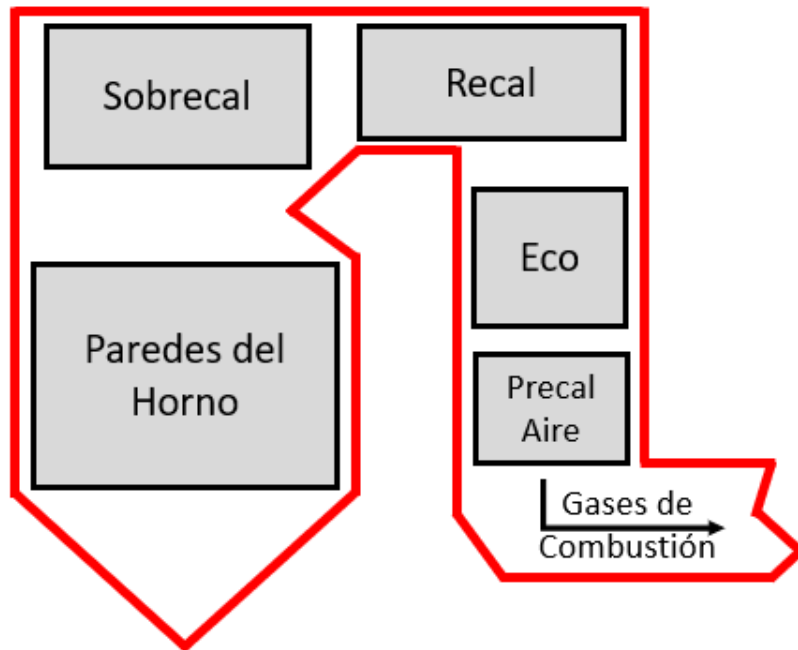 Sobrecal
Recal
Eco
Paredes del
Horno
Precal
Aire
Gases de
Combustión